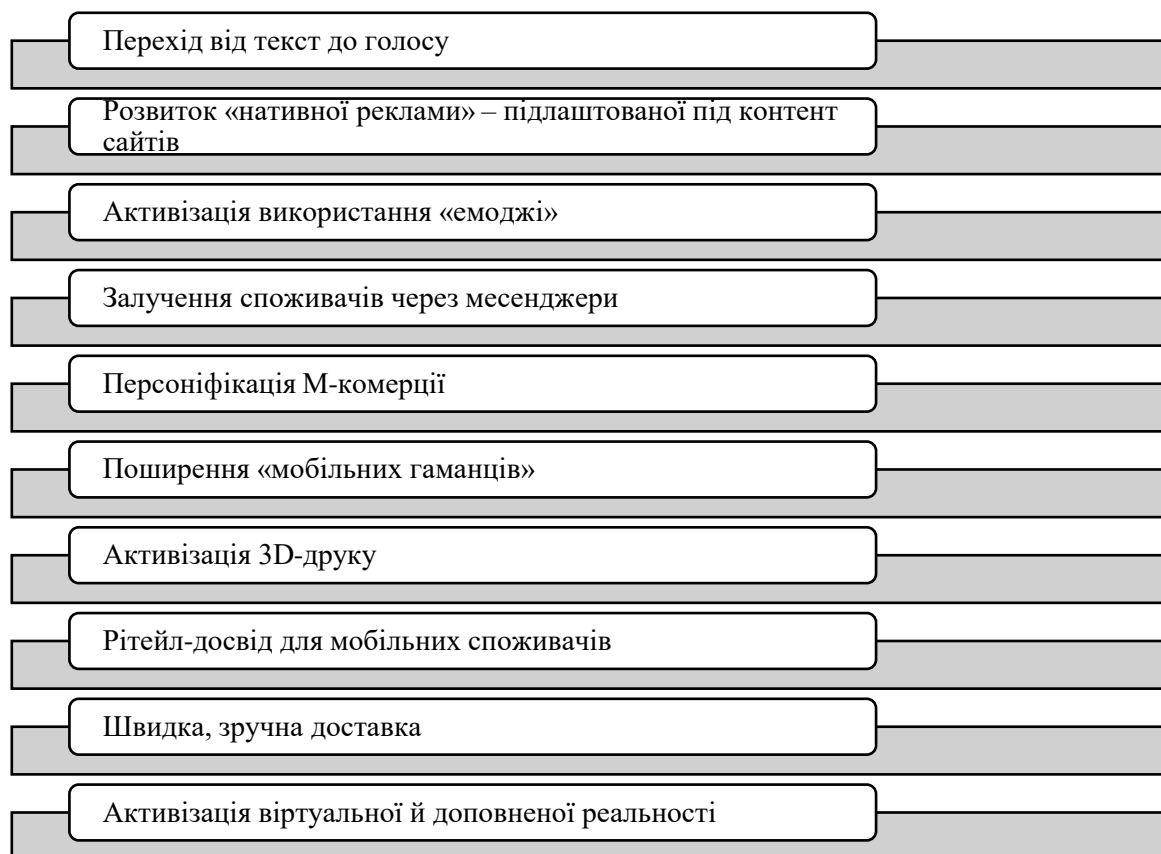 Перехід від текст до голосу
Розвиток «нативної реклами» – підлаштованої під контент
сайтів
Активізація використання «емоджі»
Залучення споживачів через месенджери
Персоніфікація М-комерції
Поширення «мобільних гаманців»
Активізація 3D-друку
Рітейл-досвід для мобільних споживачів
Швидка, зручна доставка
Активізація віртуальної й доповненої реальності